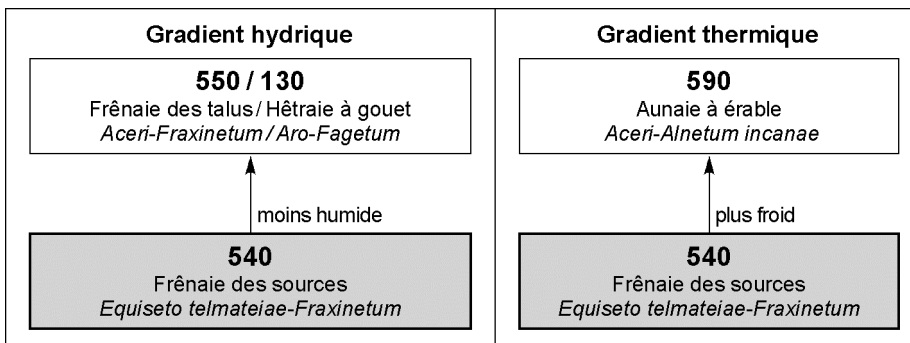 Gradient hydrique
550 / 130
Frênaie des talus / Hêtraie à gouet
Aceri-Fraxinetum / Aro-Fagetum
moins humide
540
Frênaie des sources
Equiseto telmateiae-Fraxinetum
Gradient thermique
590
Aunaie à érable
Aceri-Alnetum incanae
plus froid
540
Frênaie des sources
Equiseto telmateiae-Fraxinetum